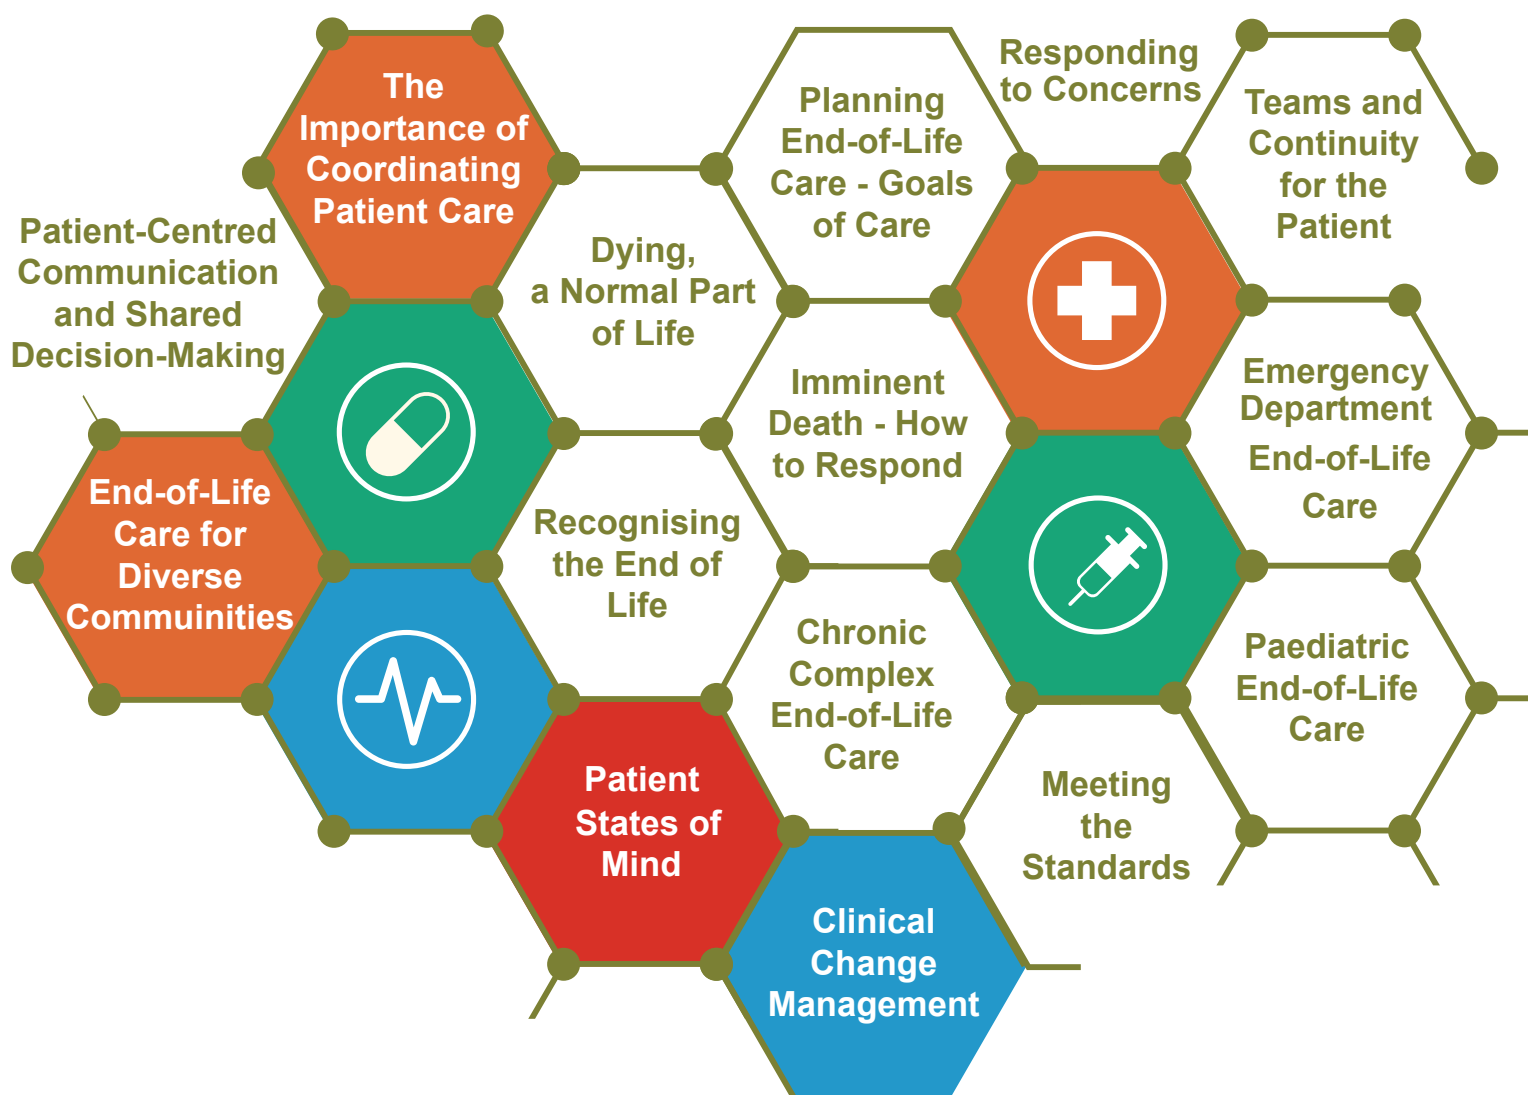 The
Importance of
Coordinating
Patient Care
Planning
End-of-Life
Care - Goals
of Care
Responding
to Concerns
Teams and
Continuity
for the
Patient
Patient-Centred
Communication
and Shared
Decision-Making
Dying,
a Normal Part
of Life
Imminent
Death - How
to Respond
Emergency
Department
End-of-Life
Care
End-of-Life
Care for
Diverse
Commuinities
Recognising
the End of
Life
Chronic
Complex
End-of-Life
Care
Paediatric
End-of-Life
Care
Patient
States of
Mind
Meeting
the
Standards
Clinical
Change
Management